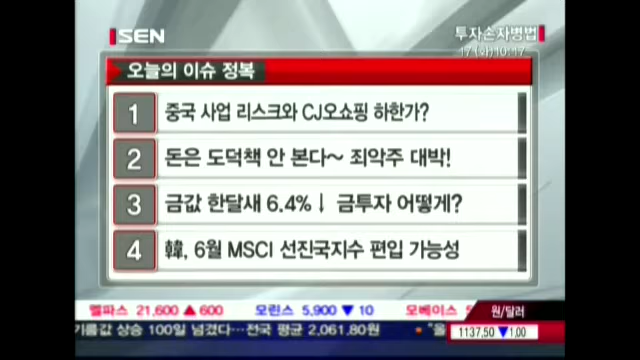 SEN
투자손자병법
17(화)10:17
오늘의 이슈 정복
1 중국 사업 리스크와 CJ오쇼핑 하한가?
2 돈은 도덕책 안 본다~ 죄악주 대박!
3 금값 한달새 6.4%↓ 금투자 어떻게?
4 韓, 6월 MSCI 선진국지수 편입 가능성
멜파스 21,600 ▲600 모린스 5,900 ▼10 모베이스
원/달러
기름값 상승 100일 넘겼다…전국 평균 2,061.80원
1137.50 ▼1.00